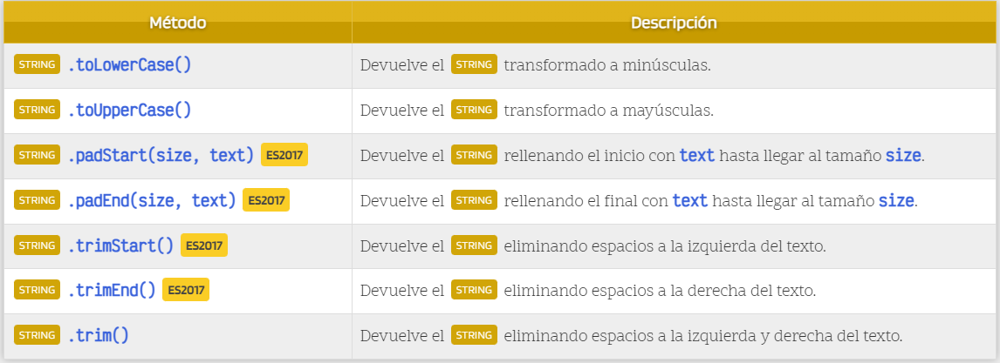 Método Descripción
STRING .toLowerCase() Devuelve el STRING transformado a minúsculas.
STRING .toUpperCase() Devuelve el STRING transformado a mayúsculas.
STRING .padStart(size, text) ES2017 Devuelve el STRING rellenando el inicio con text hasta llegar al tamaño size.
STRING .padEnd(size, text) ES2017 Devuelve el STRING rellenando el final con text hasta llegar al tamaño size.
STRING .trimStart() ES2017 Devuelve el STRING eliminando espacios a la izquierda del texto.
STRING .trimEnd() ES2017 Devuelve el STRING eliminando espacios a la derecha del texto.
STRING .trim() Devuelve el STRING eliminando espacios a la izquierda y derecha del texto.